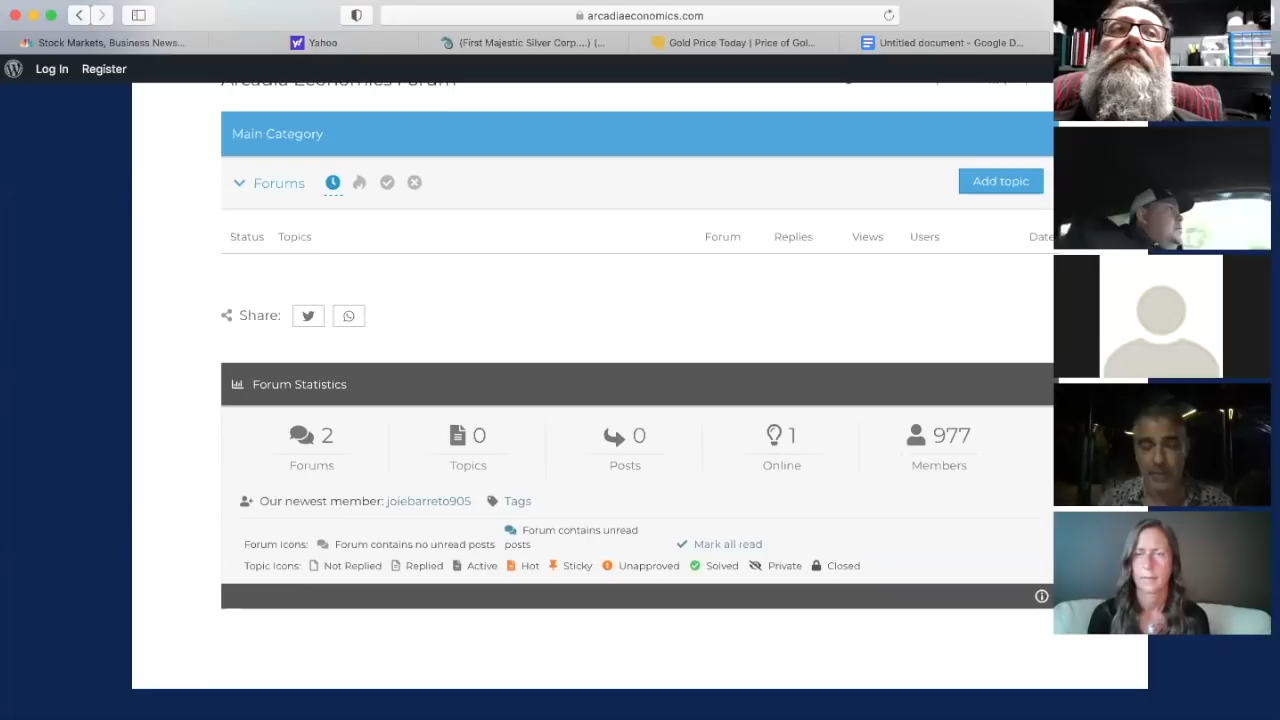 arcadiaeconomics.com
Stock Markets, Business News...
Yahoo
(First Majestic Silver Corp....) (...
Gold Price Today | Price of Gol...
Untitled document - Google D...
Log In
Register
Arcadia Economics Forum
Main Category
Forums
Add topic
Status Topics Forum Replies Views Users Date
Share:
Forum Statistics
2 0 0 1 977
Forums Topics Posts Online Members
Our newest member: joiebarreto905 Tags
Forum Icons: Forum contains no unread posts Forum contains unread posts Mark all read
Topic Icons: Not Replied Replied Active Hot Sticky Unapproved Solved Private Closed